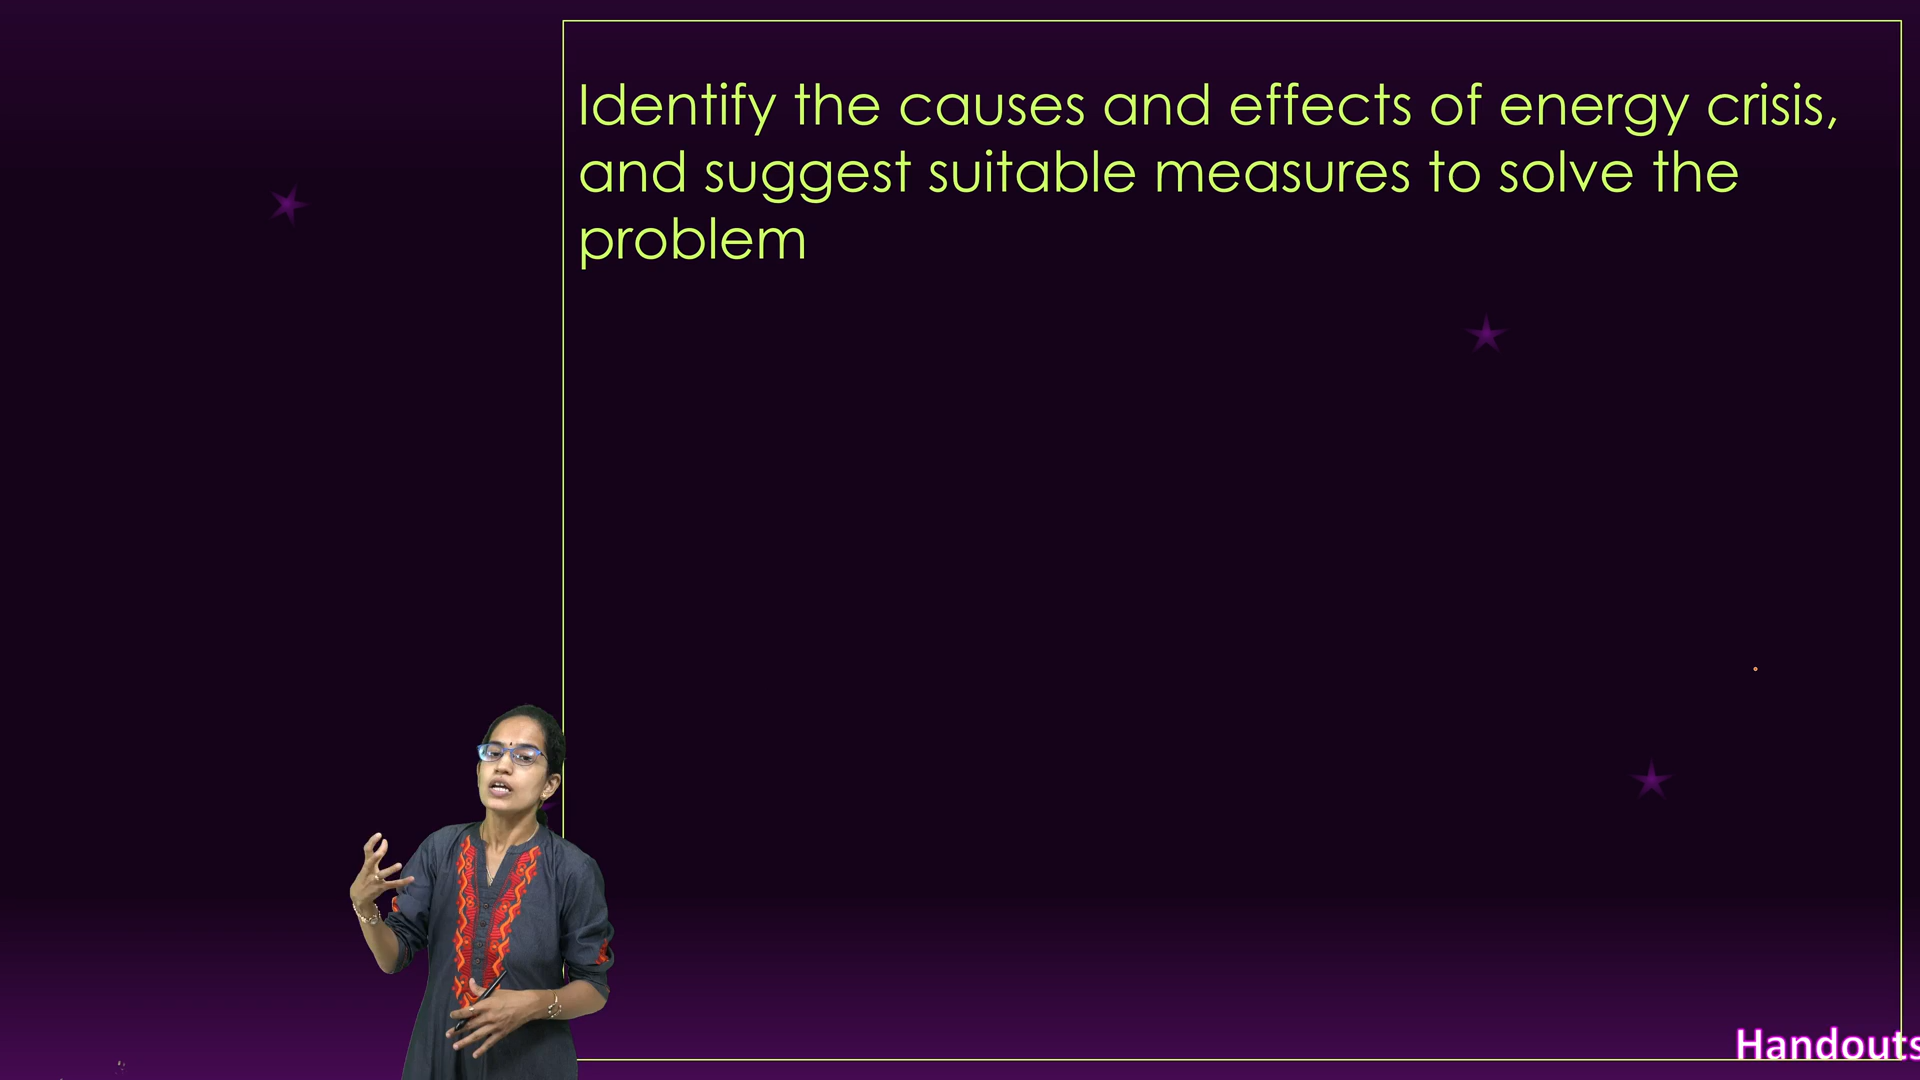 Identify the causes and effects of energy crisis,
and suggest suitable measures to solve the
problem
Handouts